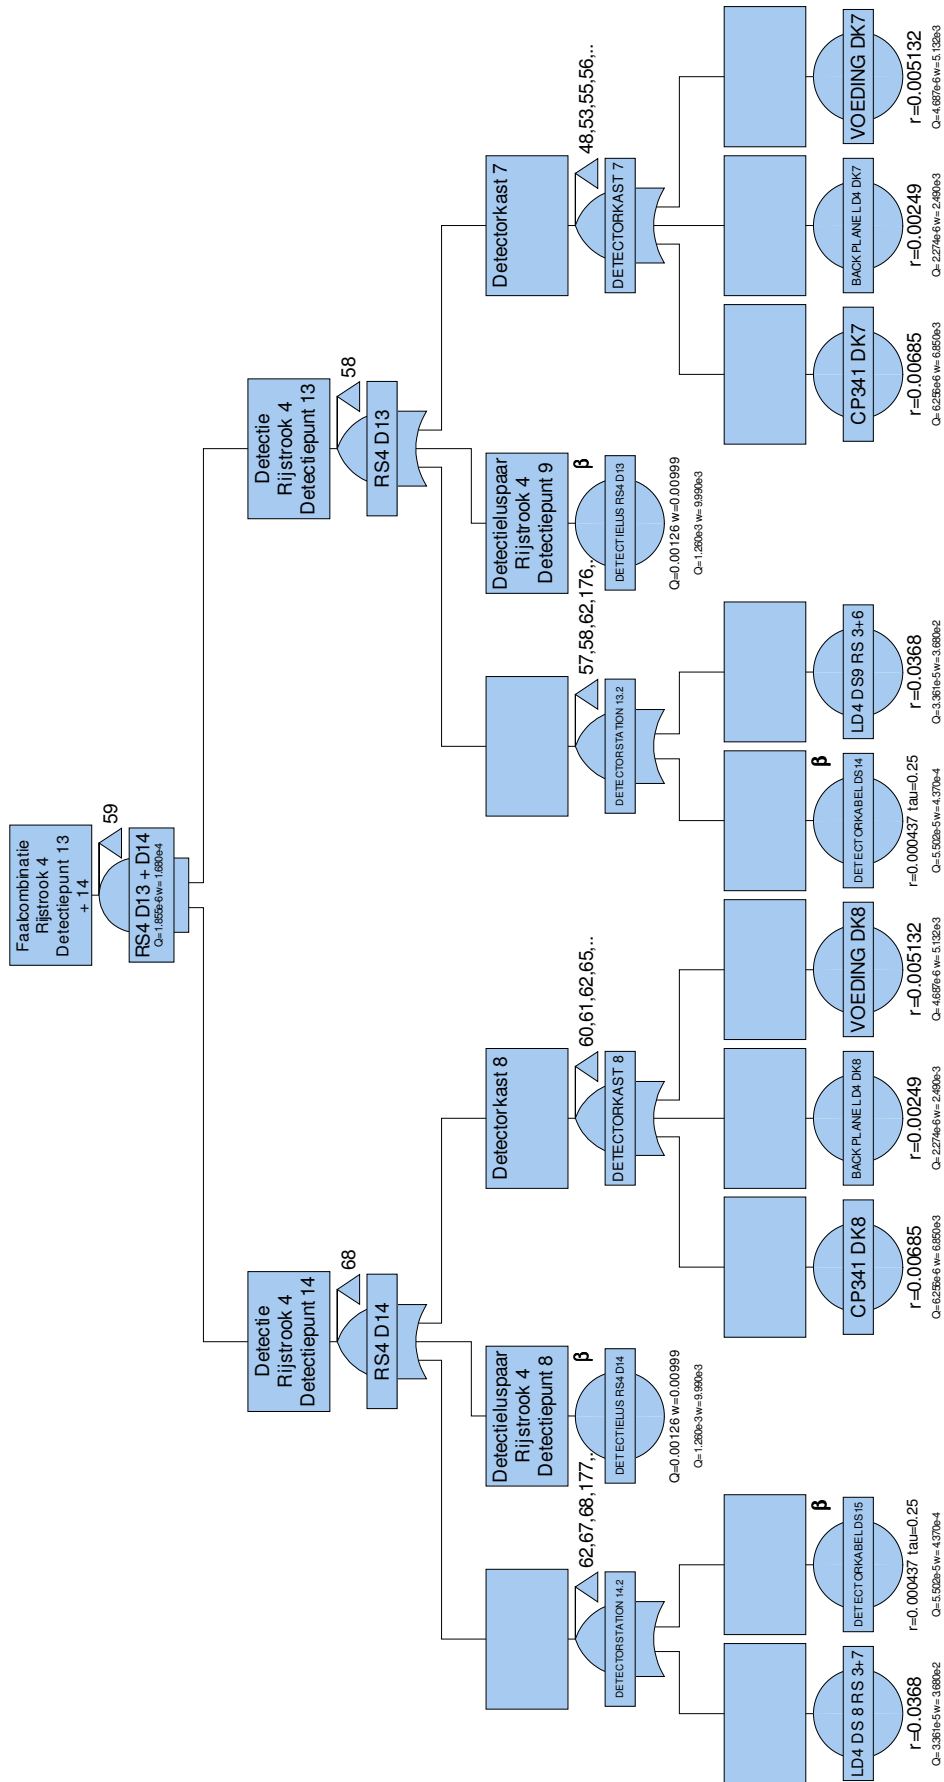 Faalcombinatie
Rijstrook 4
Detectiepunt 13
+ 14
59
RS4 D13 + D14
Q=1.855e-6 w= 1.680e-4
Detectie
Rijstrook 4
Detectiepunt 14
68
RS4 D14
Detectie
Rijstrook 4
Detectiepunt 13
58
RS4 D13
62,67,68,177,..
DETECTORSTATION 14.2
Detectieluspaar
Rijstrook 4
Detectiepunt 8
β
DETECTIELUS RS4 D14
Q=0.00126 w=0.00999
Q=1.260e-3 w= 9.990e-3
Detectorkast 8
60,61,62,65,..
DETECTORKAST 8
57,58,62,176,..
DETECTORSTATION 13.2
Detectieluspaar
Rijstrook 4
Detectiepunt 9
β
DETECTIELUS RS4 D13
Q=0.00126 w=0.00999
Q=1.260e-3 w= 9.990e-3
Detectorkast 7
48,53,55,56,..
DETECTORKAST 7
LD4 DS 8 RS 3+7
r=0.0368
Q=3.361e-5 w= 3.680e-2
β
DETECTORKABEL DS15
r=0.000437 tau=0.25
Q=5.502e-5 w= 4.370e-4
CP341 DK8
r=0.00685
Q=6.256e-6 w= 6.850e-3
BACKPLANE LD4 DK8
r=0.00249
Q=2.274e-6 w= 2.490e-3
VOEDING DK8
r=0.005132
Q=4.687e-6 w= 5.132e-3
β
DETECTORKABEL DS14
r=0.000437 tau=0.25
Q=5.502e-5 w= 4.370e-4
LD4 DS9 RS 3+6
r=0.0368
Q=3.361e-5 w= 3.680e-2
CP341 DK7
r=0.00685
Q=6.256e-6 w= 6.850e-3
BACKPLANE LD4 DK7
r=0.00249
Q=2.274e-6 w= 2.490e-3
VOEDING DK7
r=0.005132
Q=4.687e-6 w= 5.132e-3